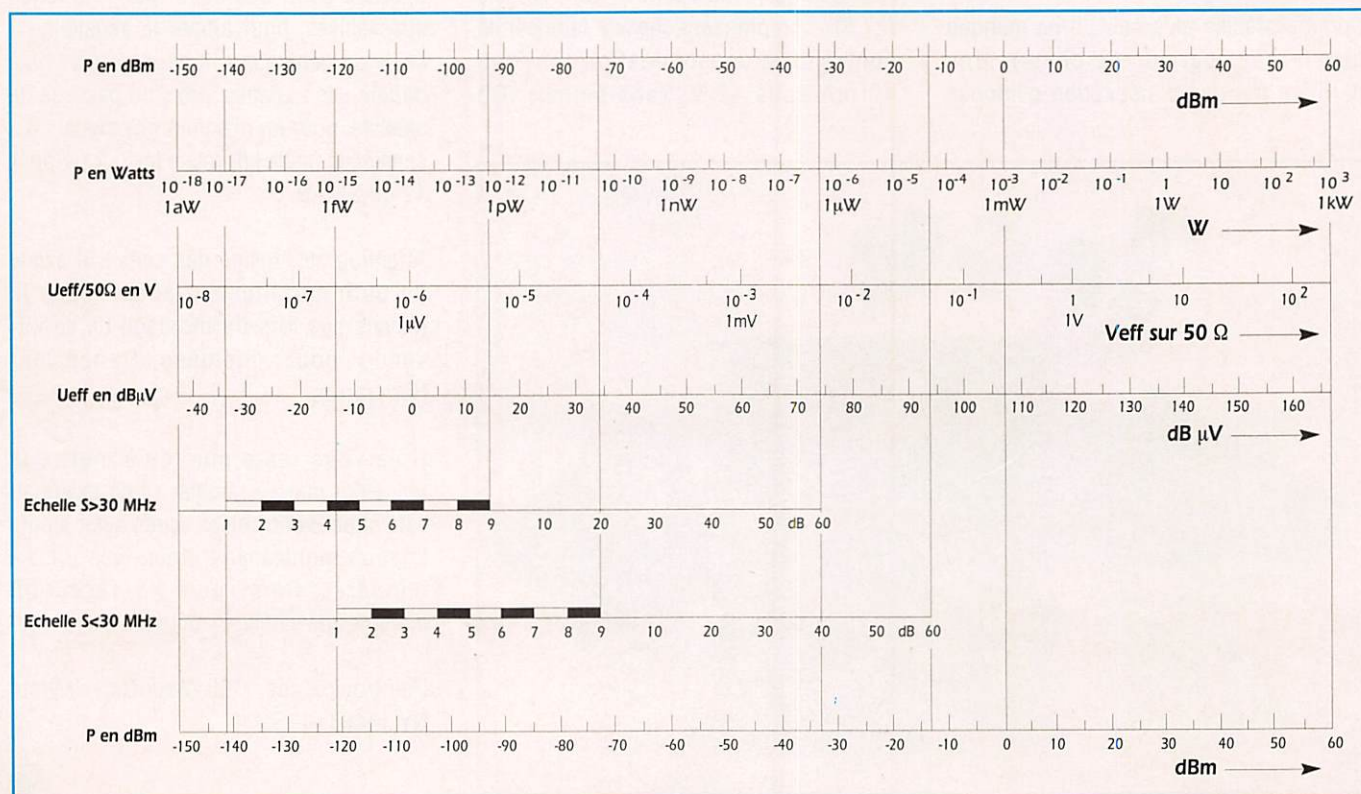 P en dBm -150 -140 -130 -120 -110 -100 -90 -80 -70 -60 -50 -40 -30 -20 -10 0 10 20 30 40 50 60
dBm
P en Watts 10-18 10-17 10-16 10-15 10-14 10-13 10-12 10-11 10-10 10-9 10-8 10-7 10-6 10-5 10-4 10-3 10-2 10-1 1 10 102 103
1aW 1fW 1pW 1nW 1µW 1mW 1W 1kW
W
Ueff/50Ω en V 10-8 10-7 10-6 10-5 10-4 10-3 10-2 10-1 1 10 102
1µV 1mV 1V
Veff sur 50 Ω
Ueff en dBµV -40 -30 -20 -10 0 10 20 30 40 50 60 70 80 90 100 110 120 130 140 150 160
dB µV
Echelle S>30 MHz 2 3 4 5 6 7 8 9 10 20 30 40 50 dB 60
Echelle S<30 MHz 1 2 3 4 5 6 7 8 9 10 20 30 40 50 dB 60
P en dBm -150 -140 -130 -120 -110 -100 -90 -80 -70 -60 -50 -40 -30 -20 -10 0 10 20 30 40 50 60
dBm